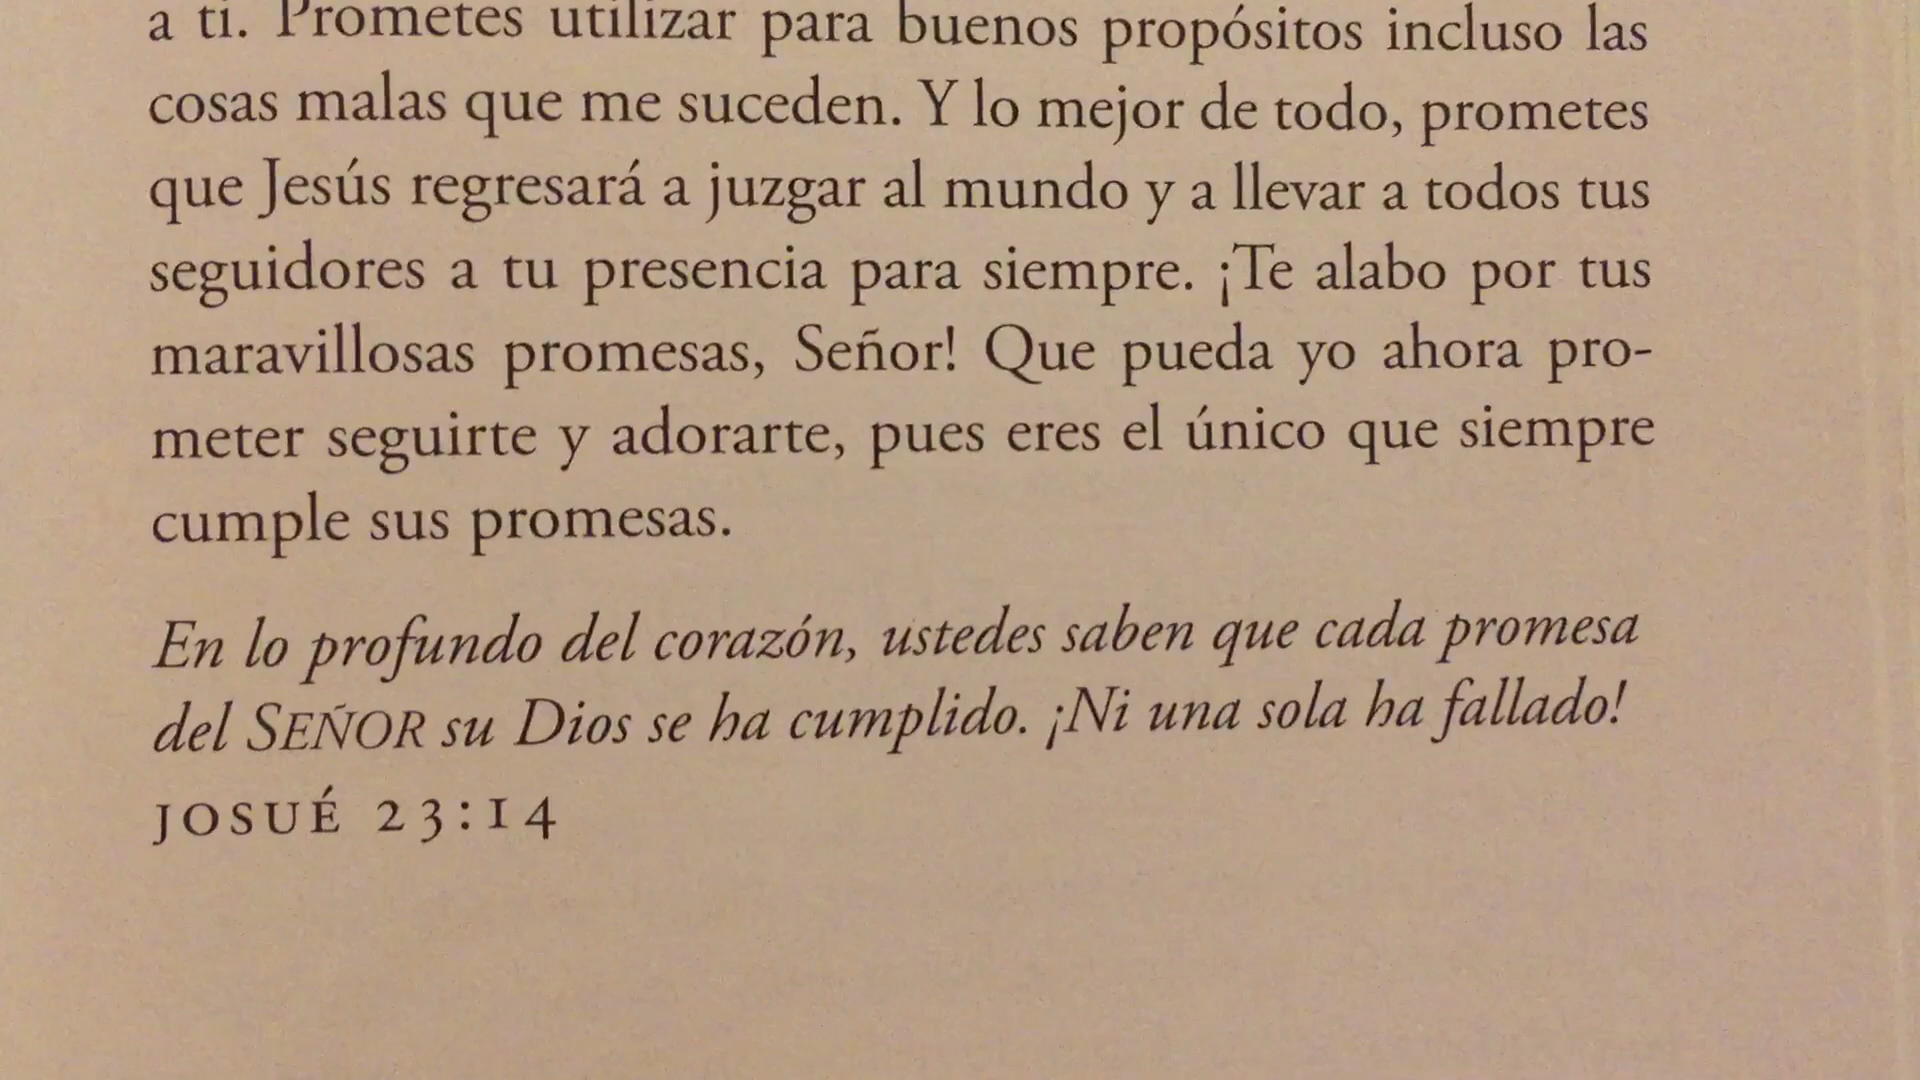 a ti. Prometes utilizar para buenos propósitos incluso las
cosas malas que me suceden. Y lo mejor de todo, prometes
que Jesús regresará a juzgar al mundo y a llevar a todos tus
seguidores a tu presencia para siempre. ¡Te alabo por tus
maravillosas promesas, Señor! Que pueda yo ahora pro-
meter seguirte y adorarte, pues eres el único que siempre
cumple sus promesas.
En lo profundo del corazón, ustedes saben que cada promesa
del SEÑOR su Dios se ha cumplido. ¡Ni una sola ha fallado!
JOSUÉ 23:14